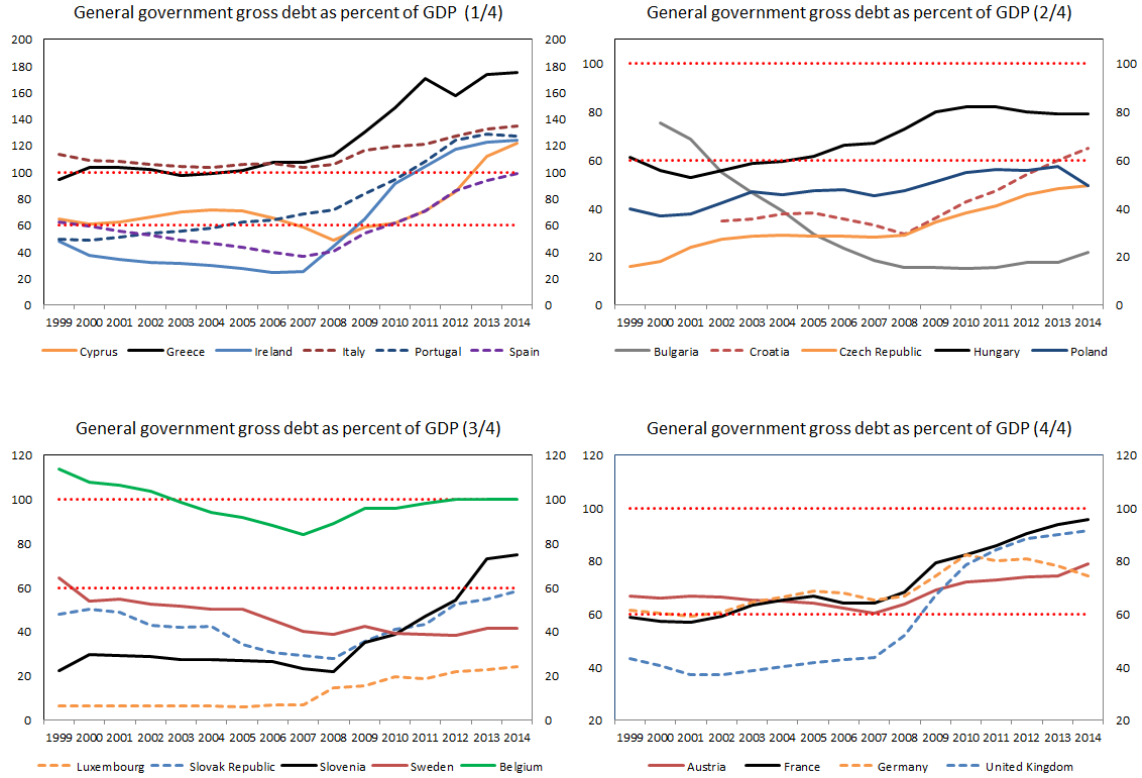 General government gross debt as percent of GDP (1/4)
200 200
180 180
160 160
140 140
120 120
100 100
80 80
60 60
40 40
20 20
0 0
1999 2000 2001 2002 2003 2004 2005 2006 2007 2008 2009 2010 2011 2012 2013 2014
Cyprus Greece Ireland Italy Portugal Spain
General government gross debt as percent of GDP (2/4)
100 100
80 80
60 60
40 40
20 20
0 0
1999 2000 2001 2002 2003 2004 2005 2006 2007 2008 2009 2010 2011 2012 2013 2014
Bulgaria Croatia Czech Republic Hungary Poland
General government gross debt as percent of GDP (3/4)
120 120
100 100
80 80
60 60
40 40
20 20
0 0
1999 2000 2001 2002 2003 2004 2005 2006 2007 2008 2009 2010 2011 2012 2013 2014
Luxembourg Slovak Republic Slovenia Sweden Belgium
General government gross debt as percent of GDP (4/4)
120 120
100 100
80 80
60 60
40 40
20 20
1999 2000 2001 2002 2003 2004 2005 2006 2007 2008 2009 2010 2011 2012 2013 2014
Austria France Germany United Kingdom